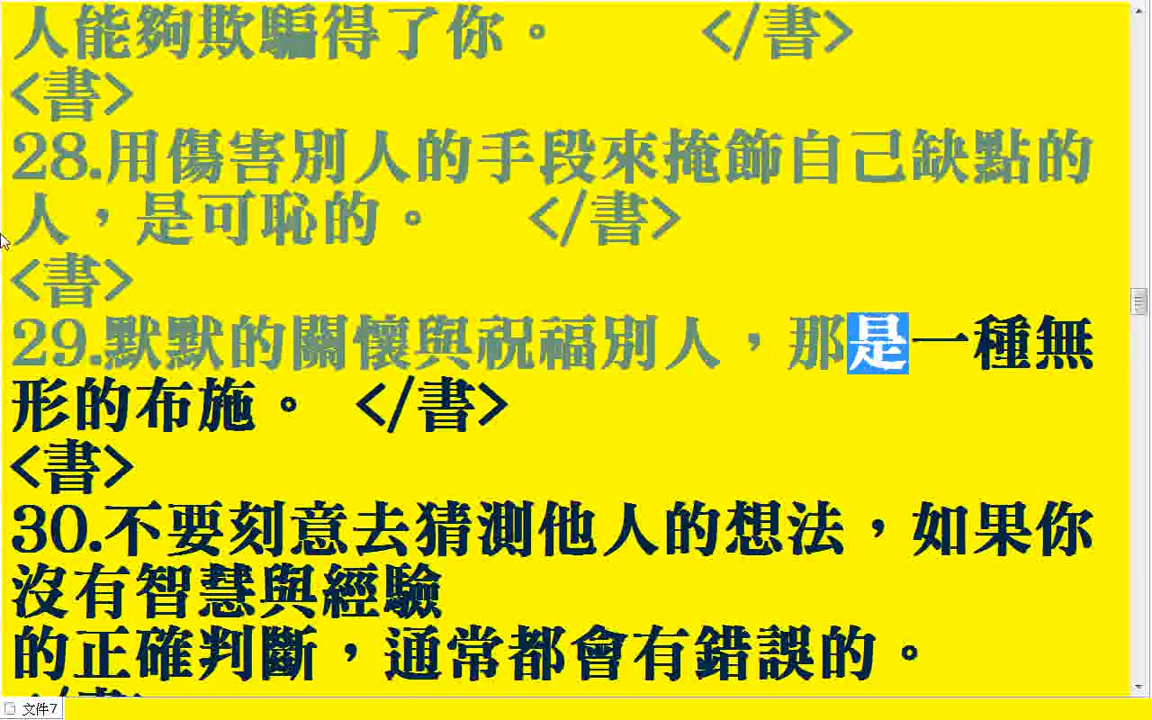 人能夠欺騙得了你。 </書>
<書>
28.用傷害別人的手段來掩飾自己缺點的
人，是可恥的。 </書>
<書>
29.默默的關懷與祝福別人，那是一種無
形的布施。 </書>
<書>
30.不要刻意去猜測他人的想法，如果你
沒有智慧與經驗
的正確判斷，通常都會有錯誤的。
</書>
文件7